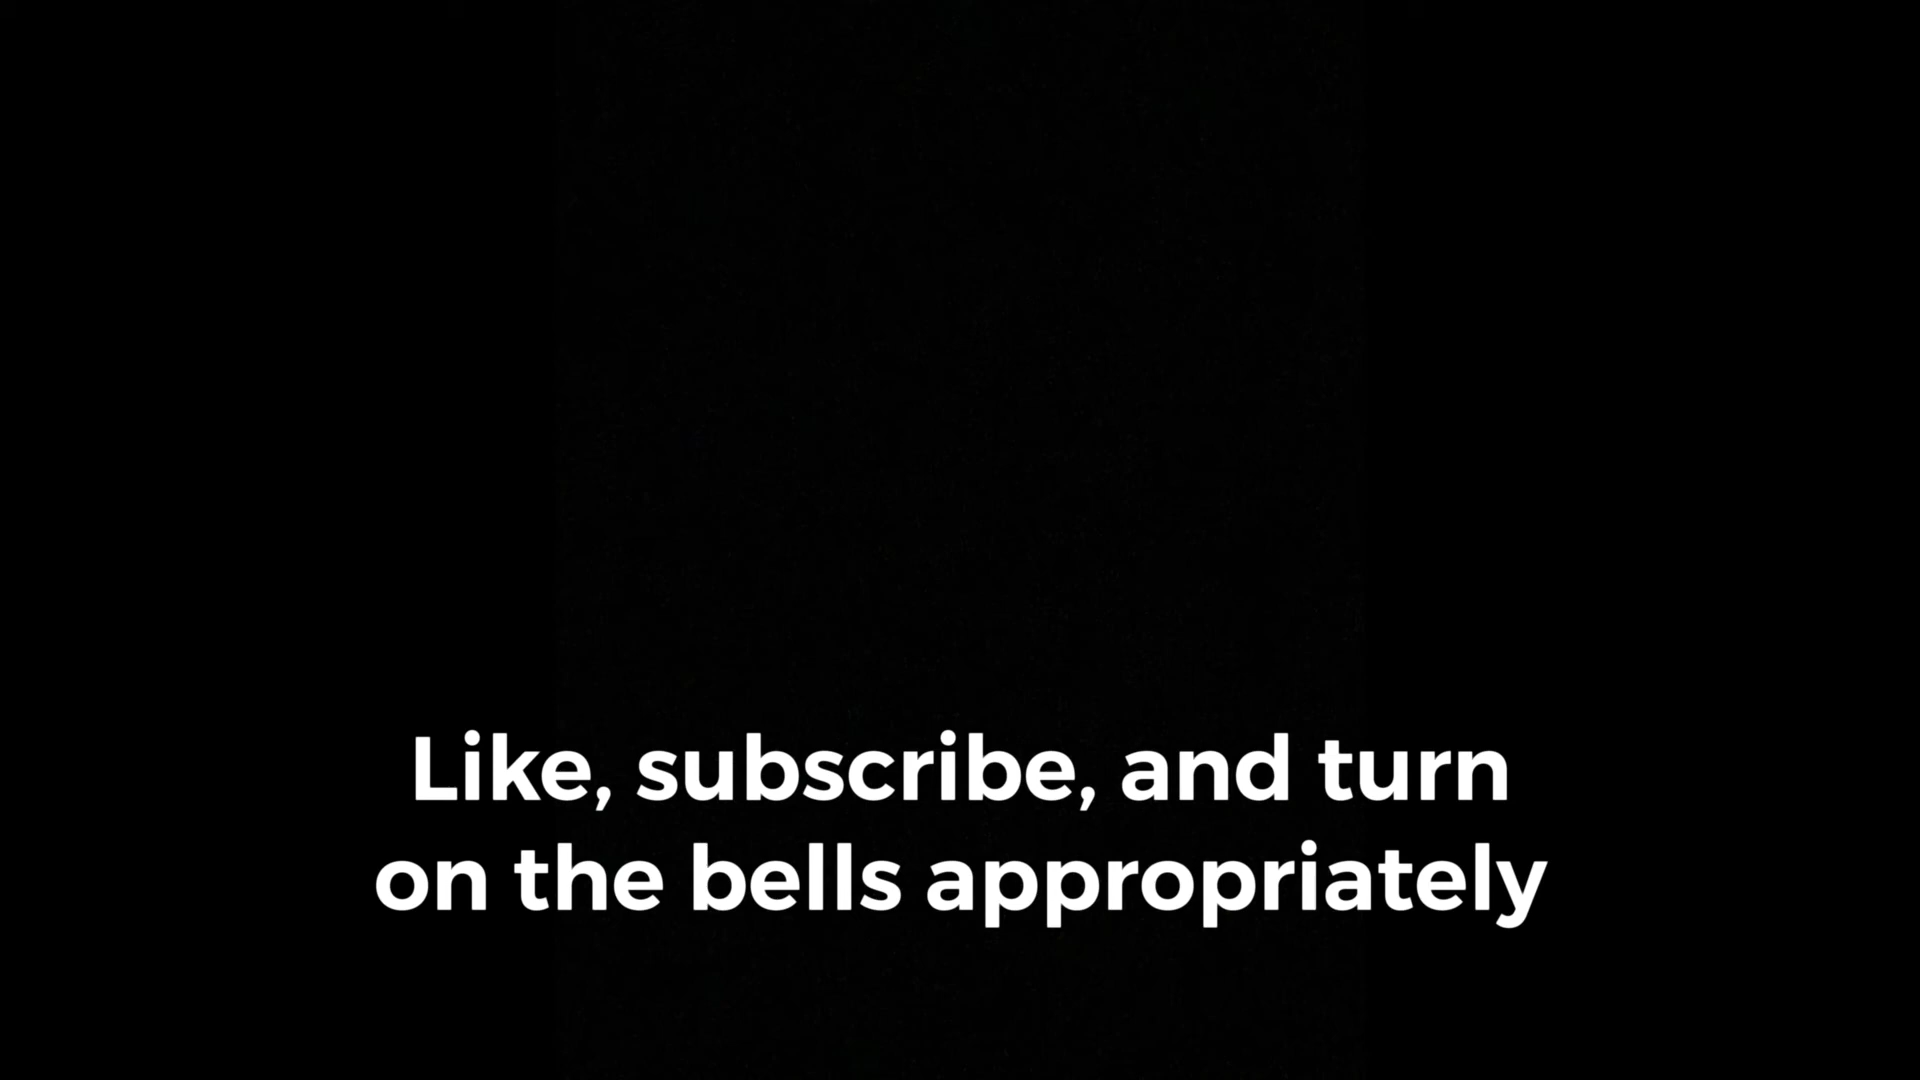 Like, subscribe, and turn
on the bells appropriately